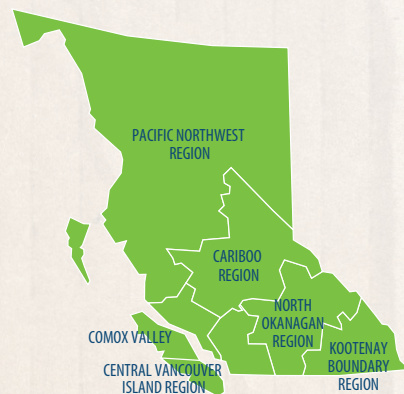 PACIFIC NORTHWEST
REGION
CARIBOO
REGION
NORTH
OKANAGAN
REGION
COMOX VALLEY
KOOTENAY
BOUNDARY
REGION
CENTRAL VANCOUVER
ISLAND REGION